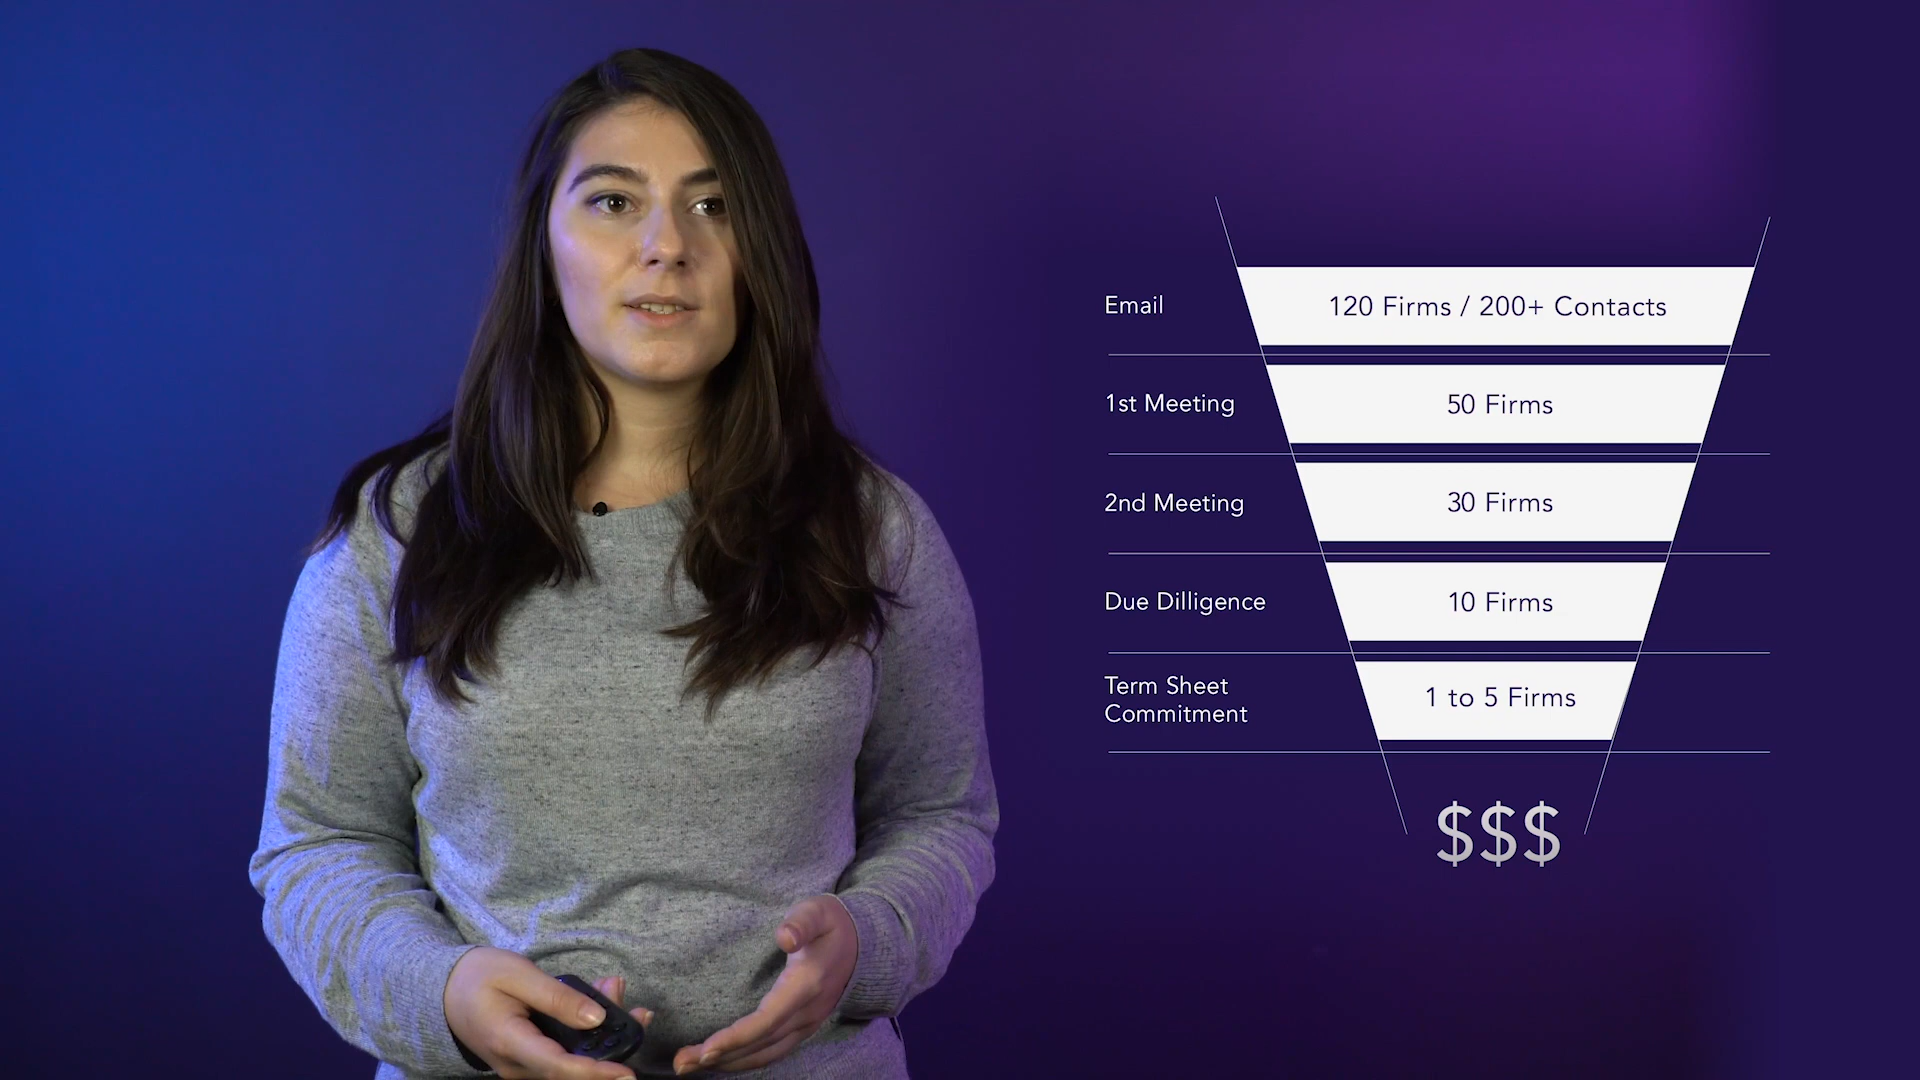 Email
120 Firms / 200+ Contacts
1st Meeting
50 Firms
2nd Meeting
30 Firms
Due Dilligence
10 Firms
Term Sheet
Commitment
1 to 5 Firms
$$$